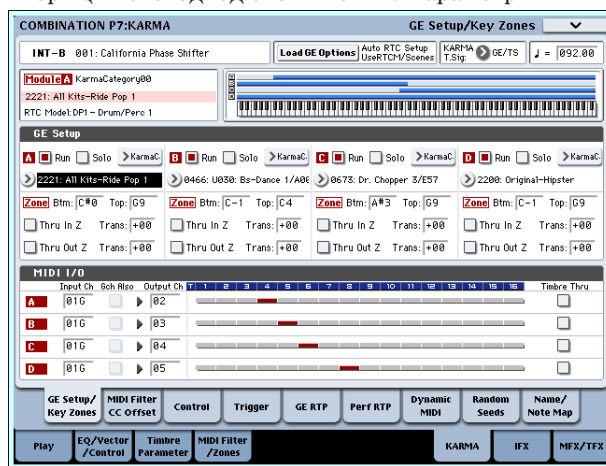 COMBINATION P7:KARMA GE Setup/Key Zones
INT-B 001: California Phase Shifter Load GE Options Auto RTC Setup UseRTCM/Scenes KARMA T.Sig: GE/TS ♩= 092.00
Module A KarmaCategory00
2221: All Kits-Ride Pop 1
RTC Model: DP1 - Drum/Perc 1
GE Setup
A Run Solo KarmaC. B Run Solo KarmaC. C Run Solo KarmaC. D Run Solo KarmaC.
2221: All Kits-Ride Pop 1 0466: U030: Bs-Dance 1/A0E 0673: Dr. Chopper 3/E57 2200: Original-Hipster
Zone Btm: C#0 Top: G9 Zone Btm: C-1 Top: C4 Zone Btm: A#3 Top: G9 Zone Btm: C-1 Top: G9
Thru In Z Trans: +00 Thru In Z Trans: +00 Thru In Z Trans: +00 Thru In Z Trans: +00
Thru Out Z Trans: +00 Thru Out Z Trans: +00 Thru Out Z Trans: +00 Thru Out Z Trans: +00
MIDI I/O
Input Ch Gch Also Output Ch T 1 2 3 4 5 6 7 8 9 10 11 12 13 14 15 16 Timbre Thru
A 01G 02
B 01G 03
C 01G 04
D 01G 05
GE Setup/ Key Zones MIDI Filter CC Offset Control Trigger GE RTP Perf RTP Dynamic MIDI Random Seeds Name/ Note Map
Play EQ/Vector /Control Timbre Parameter MIDI Filter /Zones KARMA IFX MFX/TFX